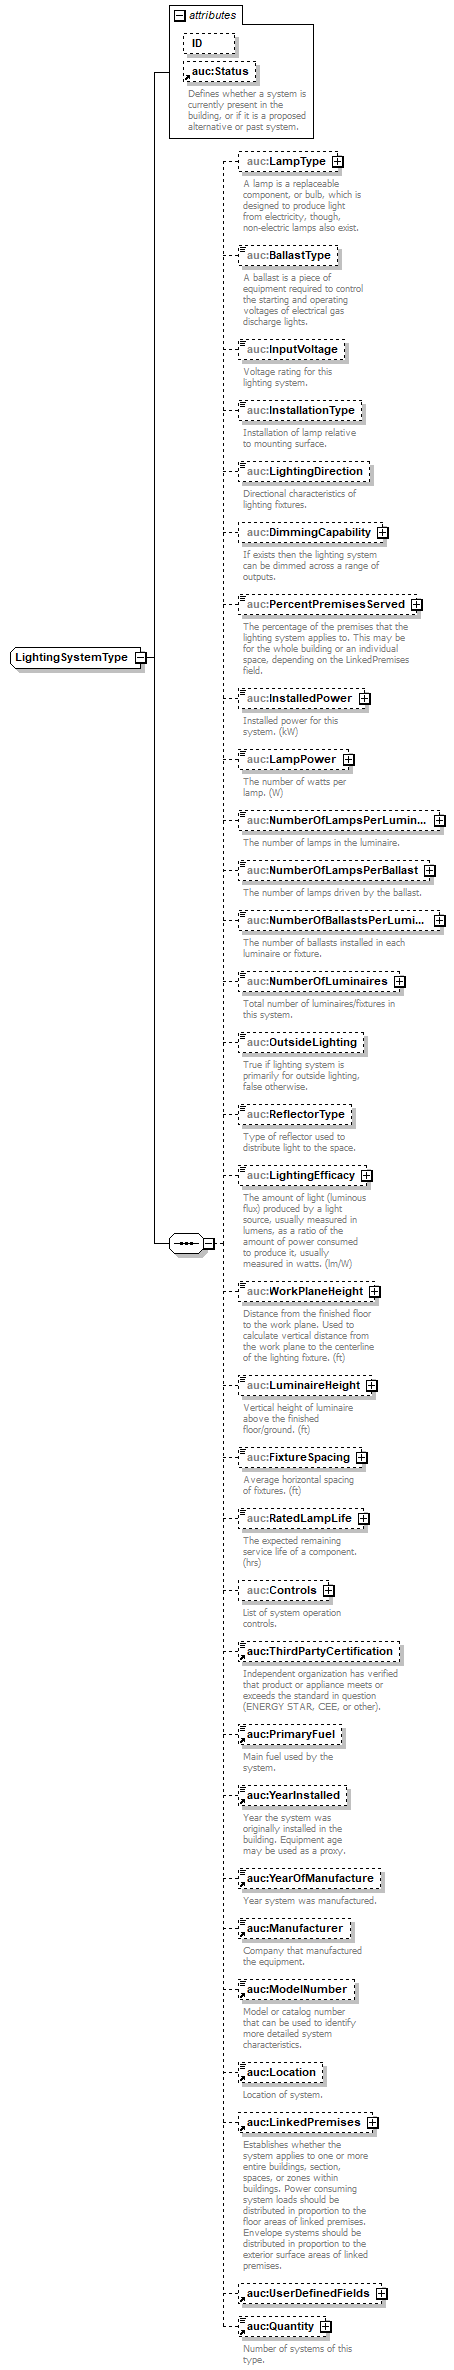 attributes
ID
auc:Status
Defines whether a system is
currently present in the
building, or if it is a proposed
alternative or past system.
auc:LampType
A lamp is a replaceable
component, or bulb, which is
designed to produce light
from electricity, though,
non-electric lamps also exist.
auc:BallastType
A ballast is a piece of
equipment required to control
the starting and operating
voltages of electrical gas
discharge lights.
auc:InputVoltage
Voltage rating for this
lighting system.
auc:InstallationType
Installation of lamp relative
to mounting surface.
auc:LightingDirection
Directional characteristics of
lighting fixtures.
auc:DimmingCapability
If exists then the lighting system
can be dimmed across a range of
outputs.
auc:PercentPremisesServed
The percentage of the premises that the
lighting system applies to. This may be
for the whole building or an individual
space, depending on the LinkedPremises
field.
LightingSystemType
auc:InstalledPower
Installed power for this
system. (kW)
auc:LampPower
The number of watts per
lamp. (W)
auc:NumberOfLampsPerLumin...
The number of lamps in the luminaire.
auc:NumberOfLampsPerBallast
The number of lamps driven by the ballast.
auc:NumberOfBallastsPerLumi...
The number of ballasts installed in each
luminaire or fixture.
auc:NumberOfLuminaires
Total number of luminaires/fixtures in
this system.
auc:OutsideLighting
True if lighting system is
primarily for outside lighting,
false otherwise.
auc:ReflectorType
Type of reflector used to
distribute light to the space.
auc:LightingEfficacy
The amount of light (luminous
flux) produced by a light
source, usually measured in
lumens, as a ratio of the
amount of power consumed
to produce it, usually
measured in watts. (lm/W)
auc:WorkPlaneHeight
Distance from the finished floor
to the work plane. Used to
calculate vertical distance from
the work plane to the centerline
of the lighting fixture. (ft)
auc:LuminaireHeight
Vertical height of luminaire
above the finished
floor/ground. (ft)
auc:FixtureSpacing
Average horizontal spacing
of fixtures. (ft)
auc:RatedLampLife
The expected remaining
service life of a component.
(hrs)
auc:Controls
List of system operation
controls.
auc:ThirdPartyCertification
Independent organization has verified
that product or appliance meets or
exceeds the standard in question
(ENERGY STAR, CEE, or other).
auc:PrimaryFuel
Main fuel used by the
system.
auc:YearInstalled
Year the system was
originally installed in the
building. Equipment age
may be used as a proxy.
auc:YearOfManufacture
Year system was manufactured.
auc:Manufacturer
Company that manufactured
the equipment.
auc:ModelNumber
Model or catalog number
that can be used to identify
more detailed system
characteristics.
auc:Location
Location of system.
auc:LinkedPremises
Establishes whether the
system applies to one or more
entire buildings, section,
spaces, or zones within
buildings. Power consuming
system loads should be
distributed in proportion to the
floor areas of linked premises.
Envelope systems should be
distributed in proportion to the
exterior surface areas of linked
premises.
auc:UserDefinedFields
auc:Quantity
Number of systems of this
type.